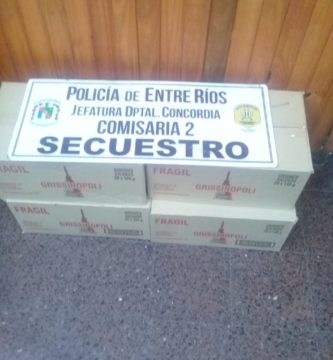 POLICÍA DE ENTRE RÍOS
JEFATURA DPTAL. CONCORDIA
COMISARIA 2
SECUESTRO
FRAGIL
GRISSINOPOLI
FRAGIL
GRISSINOPOLI
FRAGIL
GRISSINOPOLI
FRAGIL
GRISSINOPOLI